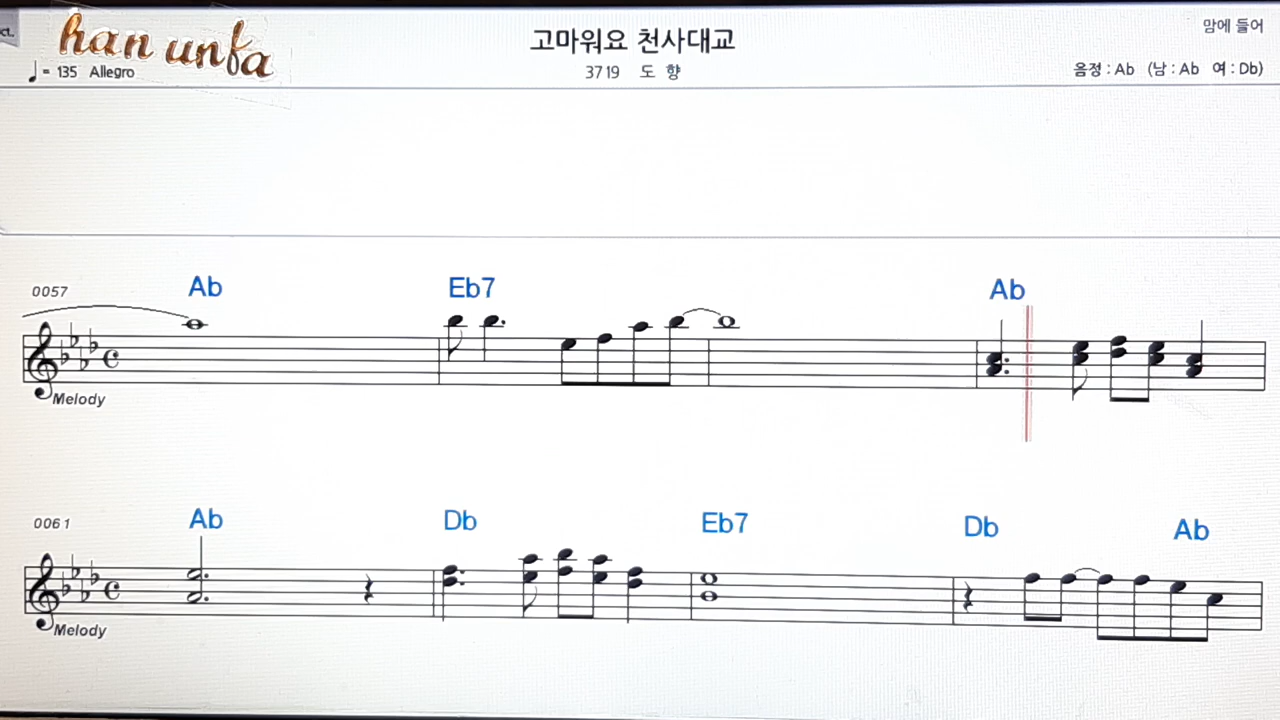 ct.
han unfa
맘에 들어
고마워요 천사대교
♩= 135 Allegro
3719 도 향
음정 : Ab (남 : Ab 여 : Db)
0057 Ab Eb7 Ab
Melody
0061 Ab Db Eb7 Db Ab
Melody